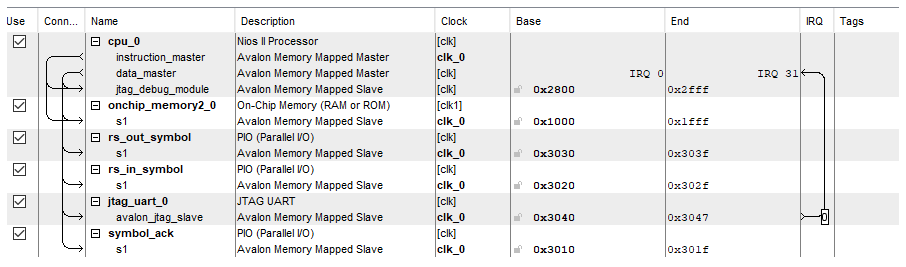 Use Conn... Name Description Clock Base End IRQ Tags
cpu_0 Nios II Processor [clk]
instruction_master Avalon Memory Mapped Master clk_0
data_master Avalon Memory Mapped Master [clk] IRQ 0 IRQ 31
jtag_debug_module Avalon Memory Mapped Slave [clk] 0x2800 0x2fff
onchip_memory2_0 On-Chip Memory (RAM or ROM) [clk1]
s1 Avalon Memory Mapped Slave clk_0 0x1000 0x1fff
rs_out_symbol PIO (Parallel I/O) [clk]
s1 Avalon Memory Mapped Slave clk_0 0x3030 0x303f
rs_in_symbol PIO (Parallel I/O) [clk]
s1 Avalon Memory Mapped Slave clk_0 0x3020 0x302f
jtag_uart_0 JTAG UART [clk]
avalon_jtag_slave Avalon Memory Mapped Slave clk_0 0x3040 0x3047 0
symbol_ack PIO (Parallel I/O) [clk]
s1 Avalon Memory Mapped Slave clk_0 0x3010 0x301f